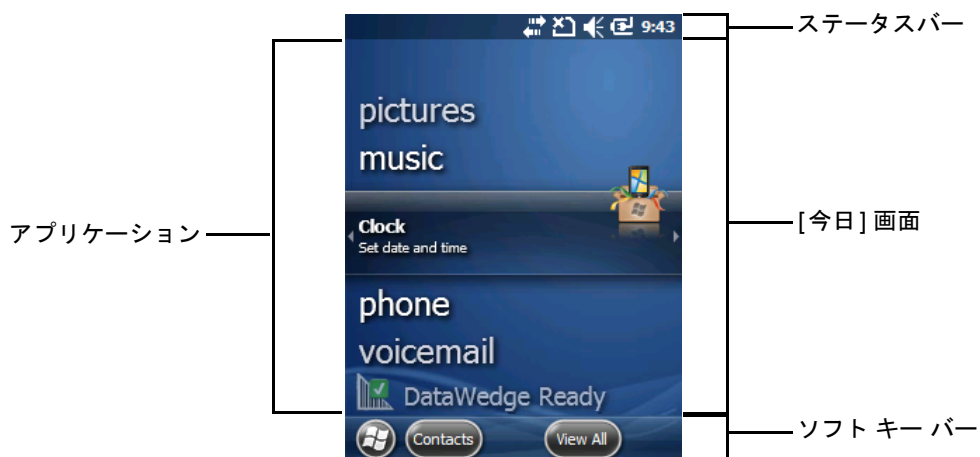 9:43
ステータスバー
pictures
music
アプリケーション
Clock
Set date and time
[今日] 画面
phone
voicemail
DataWedge Ready
Contacts
View All
ソフト キー バー